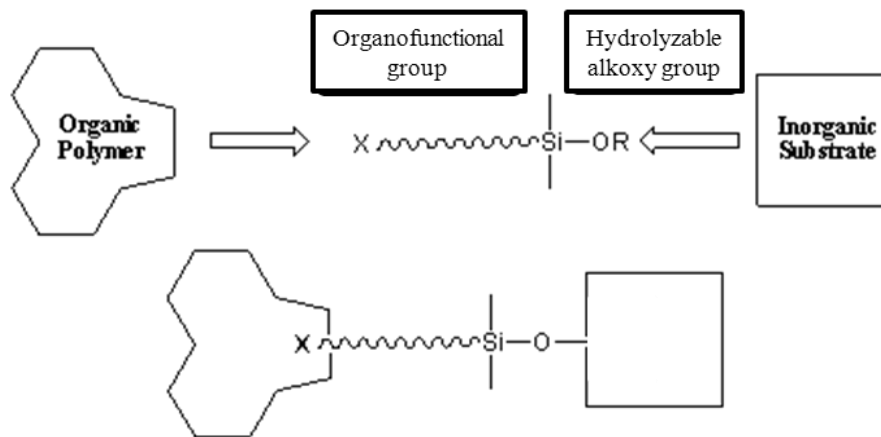 Organofunctional
group
Hydrolyzable
alkoxy group
Organic
Polymer
X
Si
OR
Inorganic
Substrate
X
Si
O